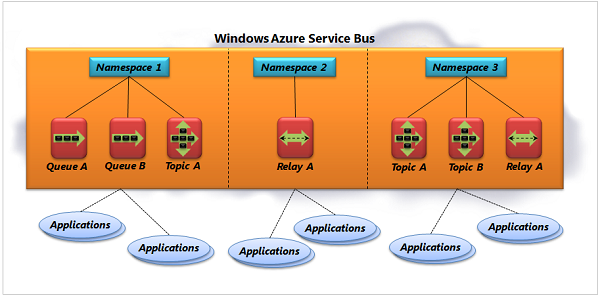 Windows Azure Service Bus
Namespace 1
Namespace 2
Namespace 3
Queue A
Queue B
Topic A
Relay A
Topic A
Topic B
Relay A
Applications
Applications
Applications
Applications
Applications
Applications